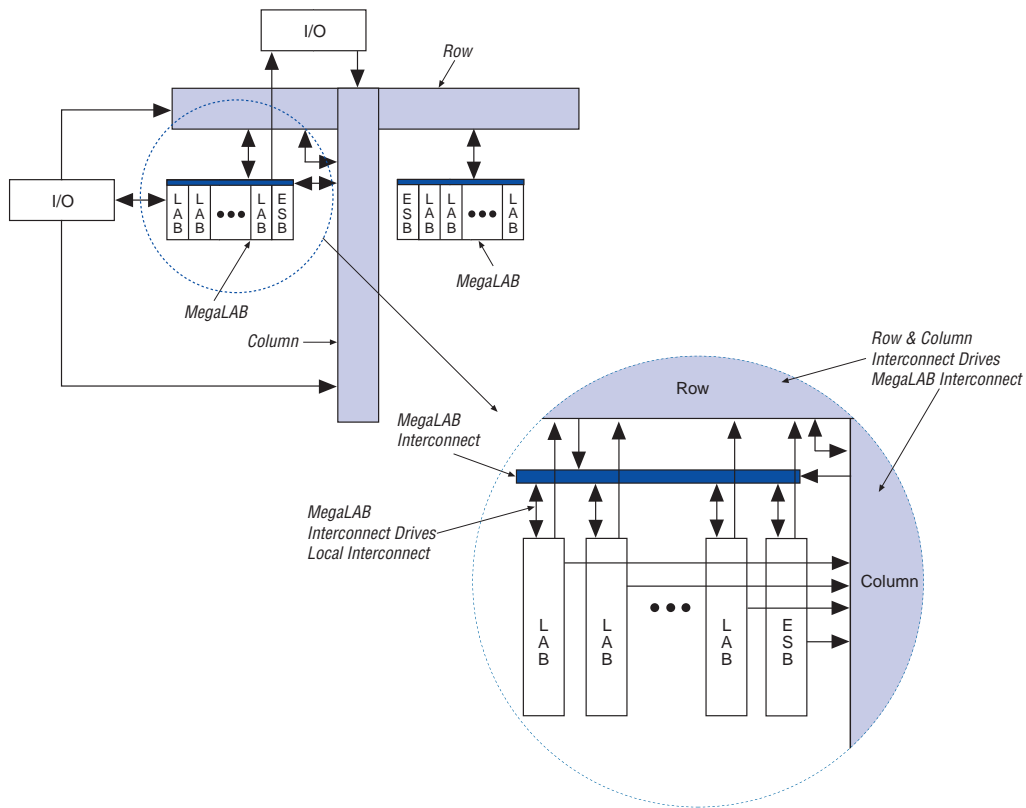 I/O
Row
I/O
L
A
B
L
A
B
L
A
B
E
S
B
E
S
B
L
A
B
L
A
B
L
A
B
MegaLAB
MegaLAB
Column
Row & Column
Interconnect Drives
MegaLAB Interconnect
Row
MegaLAB
Interconnect
MegaLAB
Interconnect Drives
Local Interconnect
Column
L
A
B
L
A
B
L
A
B
E
S
B